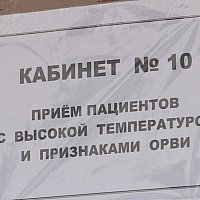 КАБИНЕТ № 10
ПРИЁМ ПАЦИЕНТОВ
С ВЫСОКОЙ ТЕМПЕРАТУРО
И ПРИЗНАКАМИ ОРВИ